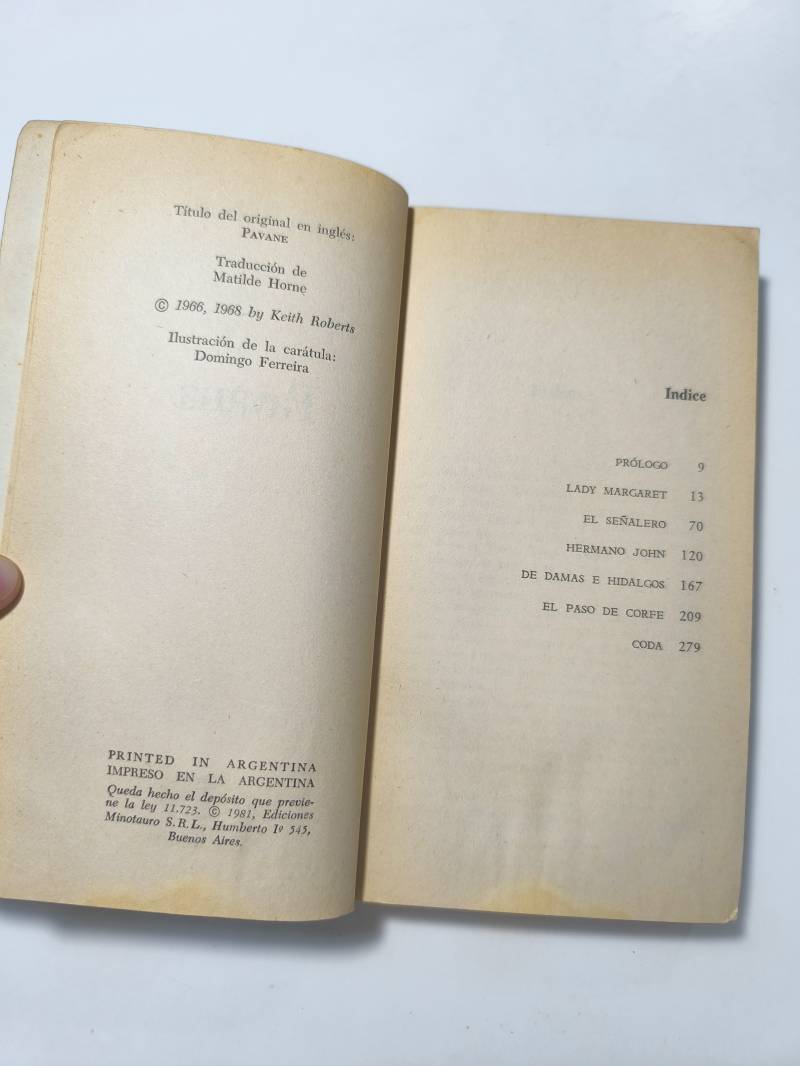 Título del original en inglés:
PAVANE
Traducción de
Matilde Horne
© 1966, 1968 by Keith Roberts
Ilustración de la carátula:
Domingo Ferreira
PRINTED IN ARGENTINA
IMPRESO EN LA ARGENTINA
Queda hecho el depósito que previe-
ne la ley 11.723. © 1981, Ediciones
Minotauro S.R.L., Humberto Iº 545,
Buenos Aires.
Indice
PRÓLOGO 9
LADY MARGARET 13
EL SEÑALERO 70
HERMANO JOHN 120
DE DAMAS E HIDALGOS 167
EL PASO DE CORFE 209
CODA 279